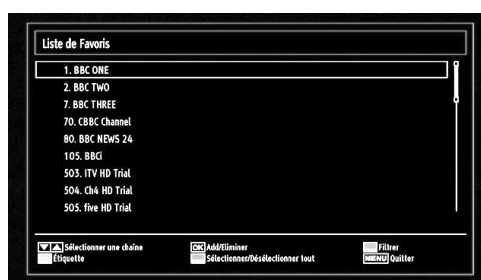 Liste de Favoris
1. BBC ONE
2. BBC TWO
7. BBC THREE
70. CBBC Channel
80. BBC NEWS 24
105. BBCi
503. ITV HD Trial
504. Ch4 HD Trial
505. five HD Trial
Sélectionner une chaîne OK Add/Eliminer Filtrer
Étiquette Sélectionner/Désélectionner tout MENU Quitter